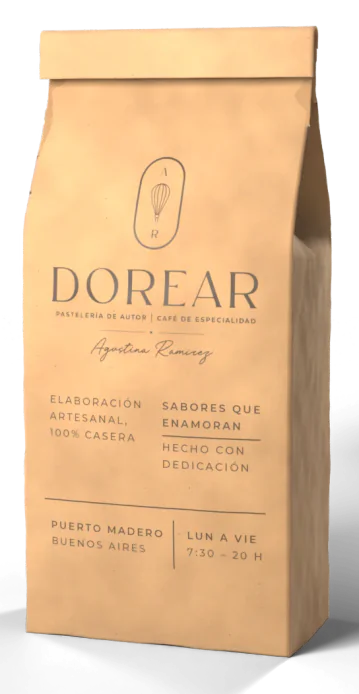 A
R
DOREAR
PASTELERÍA DE AUTOR | CAFÉ DE ESPECIALIDAD
Agustina Ramirez
ELABORACIÓN
ARTESANAL,
100% CASERA
SABORES QUE
ENAMORAN
HECHO CON
DEDICACIÓN
PUERTO MADERO
BUENOS AIRES
LUN A VIE
7:30 – 20 H